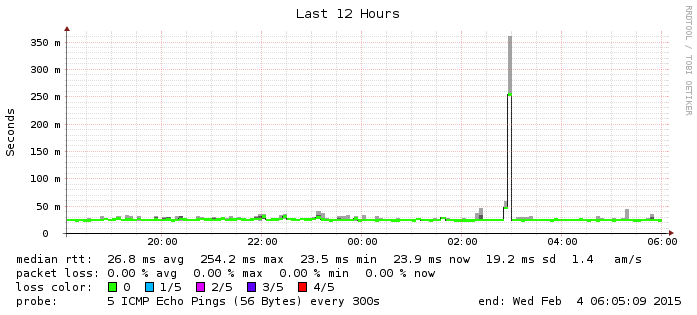 Last 12 Hours
RRDTOOL / TOBI OETIKER
Seconds
350 m
300 m
250 m
200 m
150 m
100 m
50 m
0
20:00 22:00 00:00 02:00 04:00 06:00
median rtt: 26.8 ms avg 254.2 ms max 23.5 ms min 23.9 ms now 19.2 ms sd 1.4 am/s
packet loss: 0.00 % avg 0.00 % max 0.00 % min 0.00 % now
loss color: 0 1/5 2/5 3/5 4/5
probe: 5 ICMP Echo Pings (56 Bytes) every 300s end: Wed Feb 4 06:05:09 2015